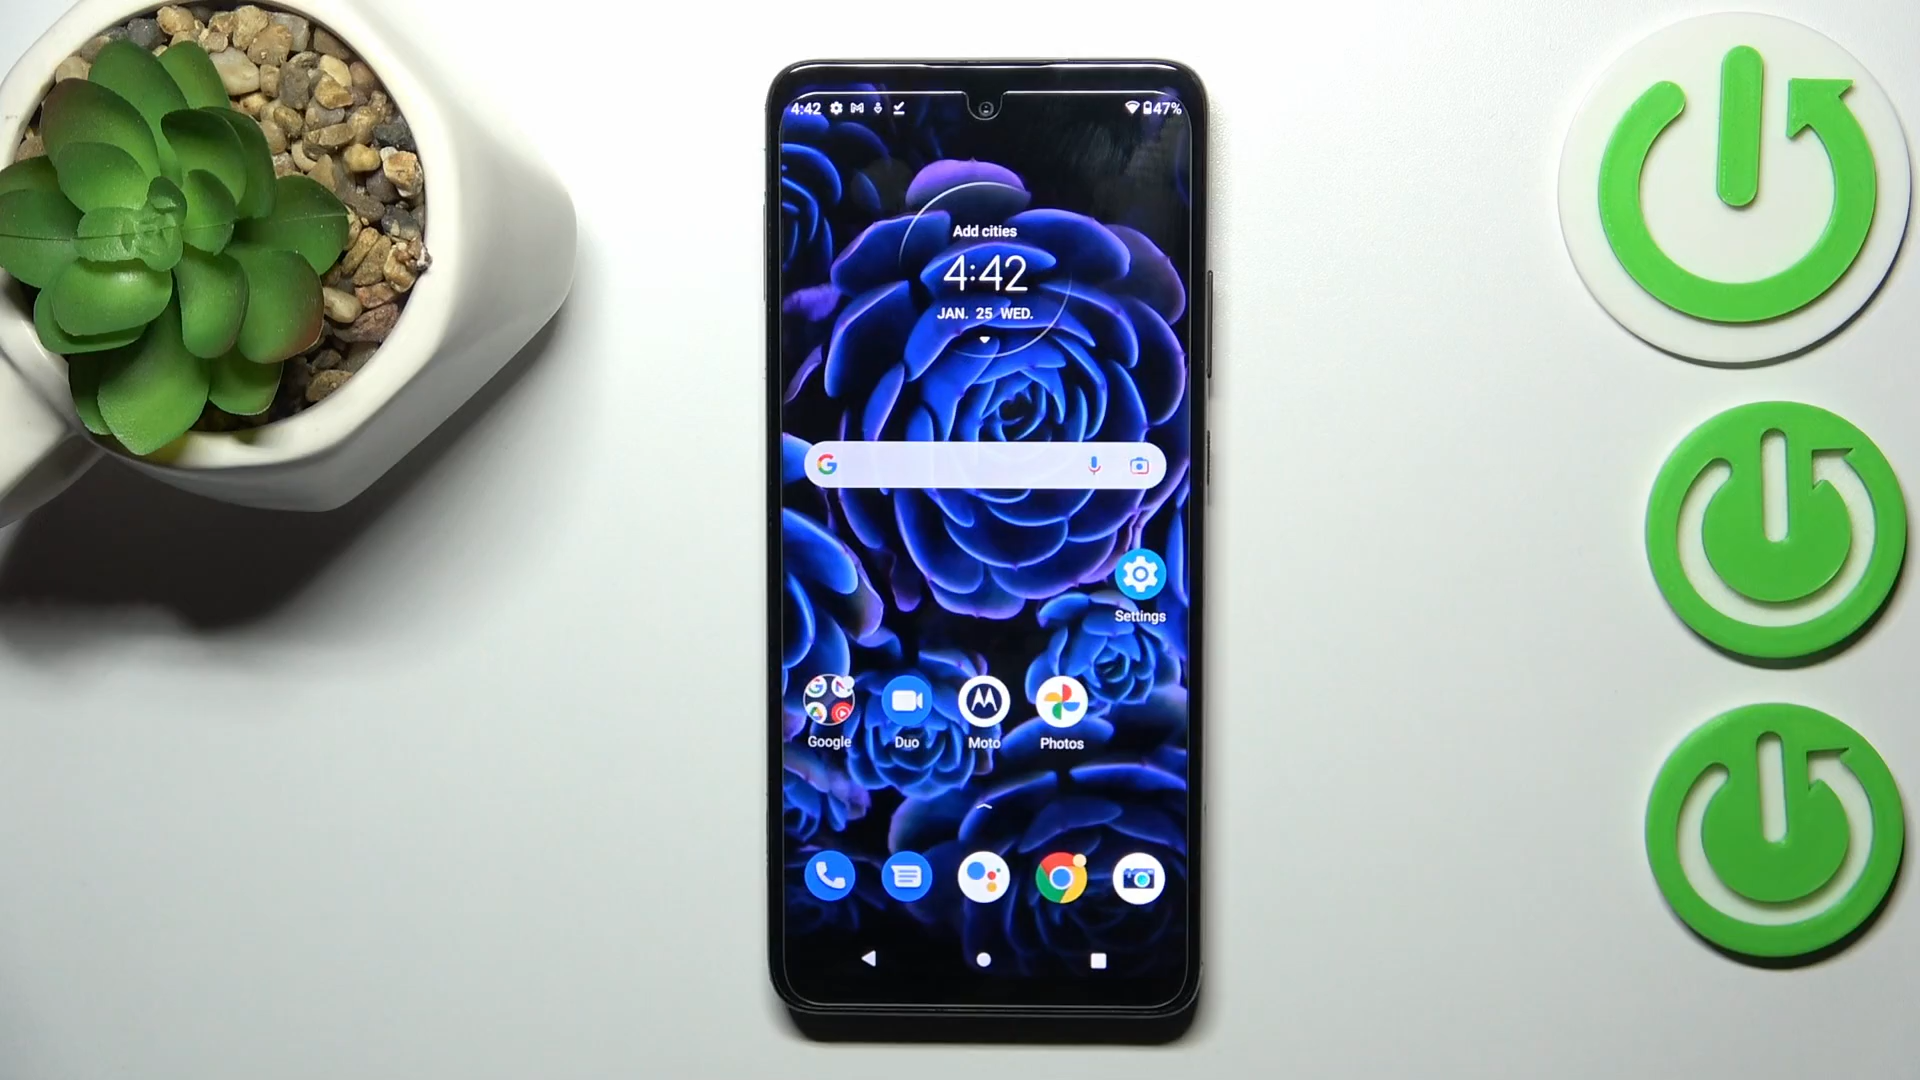 4:42
47%
Add cities
4:42
JAN. 25 WED.
Settings
Google
Duo
Moto
Photos